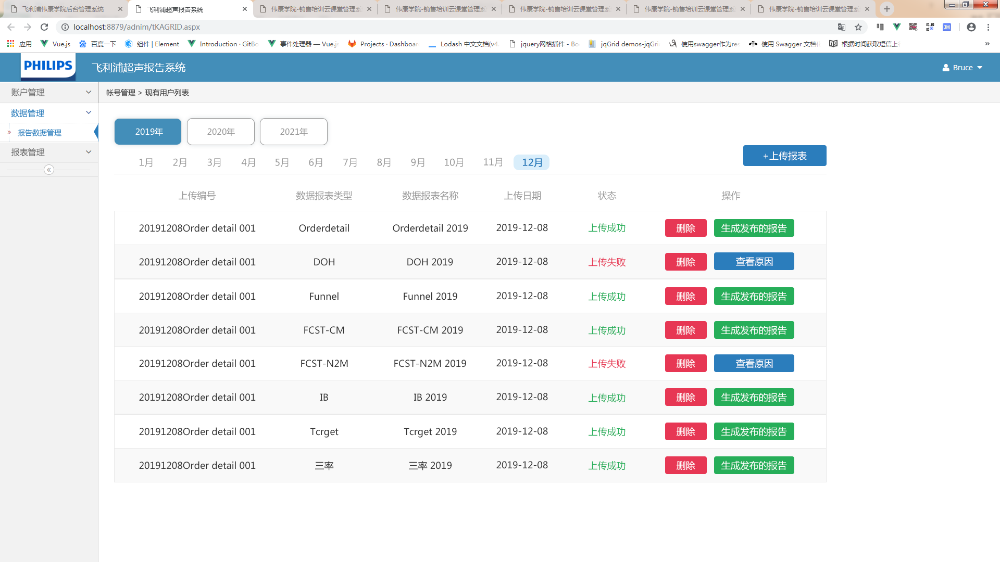 飞利浦伟康学院后台管理系统
飞利浦超声报告系统
伟康学院-销售培训云课堂管理系
伟康学院-销售培训云课堂管理系
伟康学院-销售培训云课堂管理系
伟康学院-销售培训云课堂管理系
伟康学院-销售培训云课堂管理系
localhost:8879/adnim/tKAGRID.aspx
JH
应用
Vue.js
百度一下
组件 | Element
Introduction · GitBo
事件处理器 — Vue.js
Projects · Dashboar
Lodash 中文文档(v4
jquery网格插件 - Bo
jqGrid demos-jqGri
使用swagger作为res
使用 Swagger 文档化
根据时间获取短信上
PHILIPS
飞利浦超声报告系统
Bruce
账户管理
数据管理
报告数据管理
报表管理
帐号管理 > 现有用户列表
2019年 2020年 2021年
1月 2月 3月 4月 5月 6月 7月 8月 9月 10月 11月 12月
+上传报表
上传编号 数据报表类型 数据报表名称 上传日期 状态 操作
20191208Order detail 001 Orderdetail Orderdetail 2019 2019-12-08 上传成功 删除 生成发布的报告
20191208Order detail 001 DOH DOH 2019 2019-12-08 上传失败 删除 查看原因
20191208Order detail 001 Funnel Funnel 2019 2019-12-08 上传成功 删除 生成发布的报告
20191208Order detail 001 FCST-CM FCST-CM 2019 2019-12-08 上传成功 删除 生成发布的报告
20191208Order detail 001 FCST-N2M FCST-N2M 2019 2019-12-08 上传失败 删除 查看原因
20191208Order detail 001 IB IB 2019 2019-12-08 上传成功 删除 生成发布的报告
20191208Order detail 001 Tcrget Tcrget 2019 2019-12-08 上传成功 删除 生成发布的报告
20191208Order detail 001 三率 三率 2019 2019-12-08 上传成功 删除 生成发布的报告